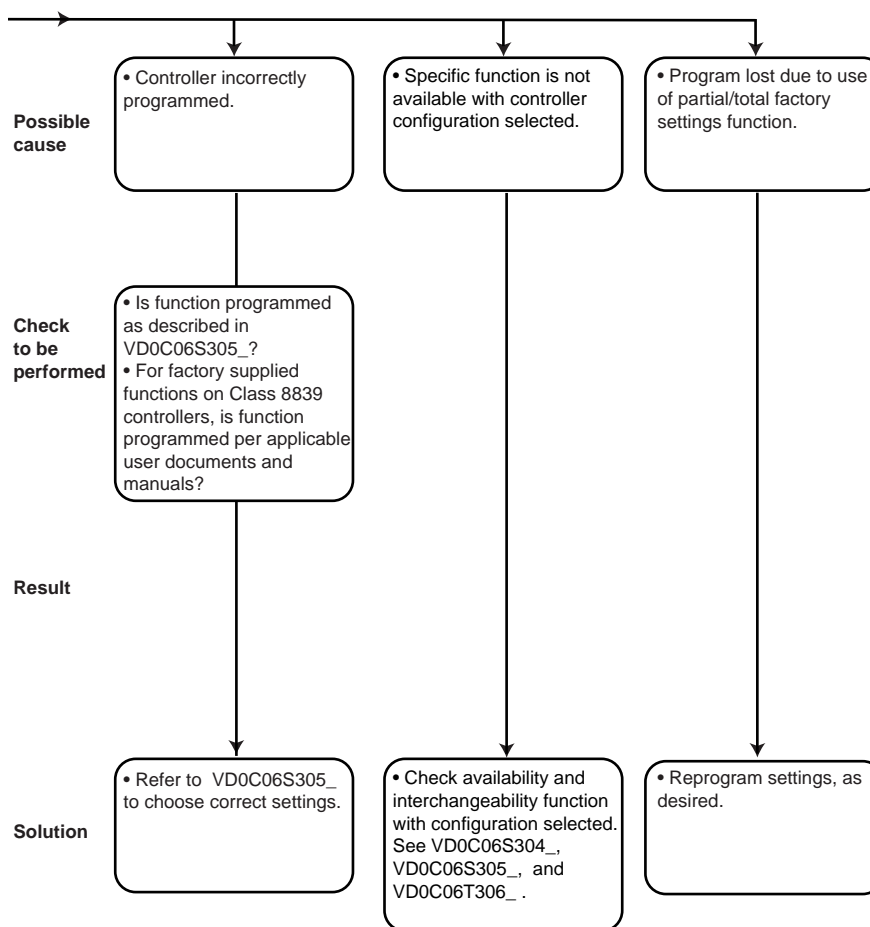 Possible
cause
• Controller incorrectly
programmed.
• Specific function is not
available with controller
configuration selected.
• Program lost due to use
of partial/total factory
settings function.
Check
to be
performed
• Is function programmed
as described in
VD0C06S305_?
• For factory supplied
functions on Class 8839
controllers, is function
programmed per applicable
user documents and
manuals?
Result
Solution
• Refer to VD0C06S305_
to choose correct settings.
• Check availability and
interchangeability function
with configuration selected.
See VD0C06S304_,
VD0C06S305_, and
VD0C06T306_ .
• Reprogram settings, as
desired.